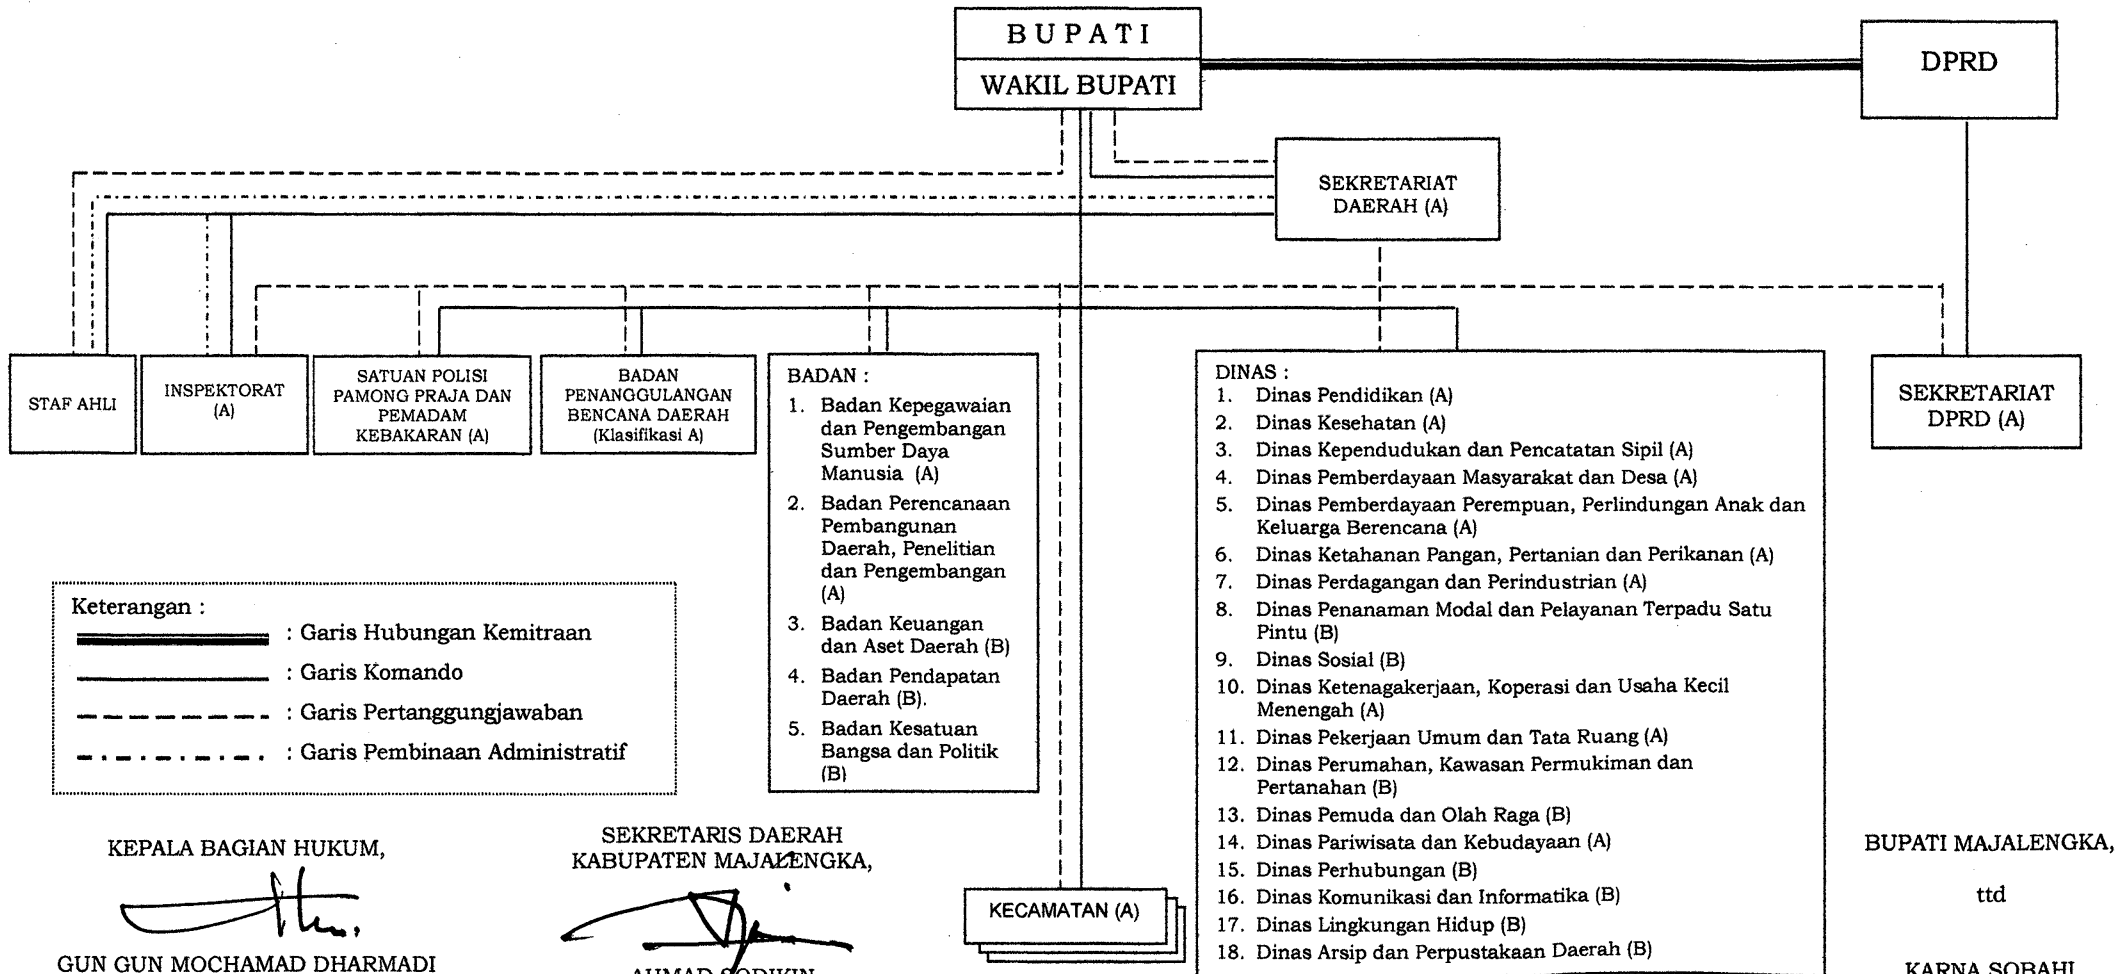 B U P A T I
WAKIL BUPATI
DPRD
SEKRETARIAT
DAERAH (A)
STAF AHLI
INSPEKTORAT
(A)
SATUAN POLISI
PAMONG PRAJA DAN
PEMADAM
KEBAKARAN (A)
BADAN
PENANGGULANGAN
BENCANA DAERAH
(Klasifikasi A)
BADAN :
1. Badan Kepegawaian
dan Pengembangan
Sumber Daya
Manusia (A)
2. Badan Perencanaan
Pembangunan
Daerah, Penelitian
dan Pengembangan
(A)
3. Badan Keuangan
dan Aset Daerah (B)
4. Badan Pendapatan
Daerah (B).
5. Badan Kesatuan
Bangsa dan Politik
(B)
DINAS :
1. Dinas Pendidikan (A)
2. Dinas Kesehatan (A)
3. Dinas Kependudukan dan Pencatatan Sipil (A)
4. Dinas Pemberdayaan Masyarakat dan Desa (A)
5. Dinas Pemberdayaan Perempuan, Perlindungan Anak dan
Keluarga Berencana (A)
6. Dinas Ketahanan Pangan, Pertanian dan Perikanan (A)
7. Dinas Perdagangan dan Perindustrian (A)
8. Dinas Penanaman Modal dan Pelayanan Terpadu Satu
Pintu (B)
9. Dinas Sosial (B)
10. Dinas Ketenagakerjaan, Koperasi dan Usaha Kecil
Menengah (A)
11. Dinas Pekerjaan Umum dan Tata Ruang (A)
12. Dinas Perumahan, Kawasan Permukiman dan
Pertanahan (B)
13. Dinas Pemuda dan Olah Raga (B)
14. Dinas Pariwisata dan Kebudayaan (A)
15. Dinas Perhubungan (B)
16. Dinas Komunikasi dan Informatika (B)
17. Dinas Lingkungan Hidup (B)
18. Dinas Arsip dan Perpustakaan Daerah (B)
SEKRETARIAT
DPRD (A)
Keterangan :
: Garis Hubungan Kemitraan
: Garis Komando
: Garis Pertanggungjawaban
: Garis Pembinaan Administratif
KECAMATAN (A)
KEPALA BAGIAN HUKUM,
GUN GUN MOCHAMAD DHARMADI
SEKRETARIS DAERAH
KABUPATEN MAJALENGKA,
AHMAD SODIKIN
BUPATI MAJALENGKA,
ttd
KARNA SOBAHI